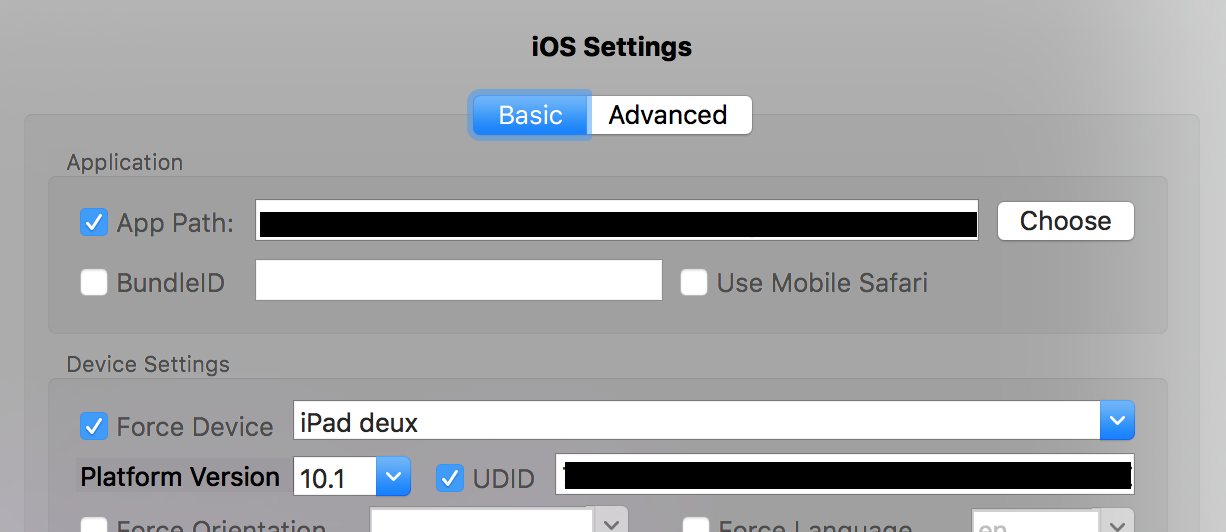 iOS Settings
Basic Advanced
Application
App Path: Choose
BundleID Use Mobile Safari
Device Settings
Force Device iPad deux
Platform Version 10.1 UDID
Force Orientation Force Language en